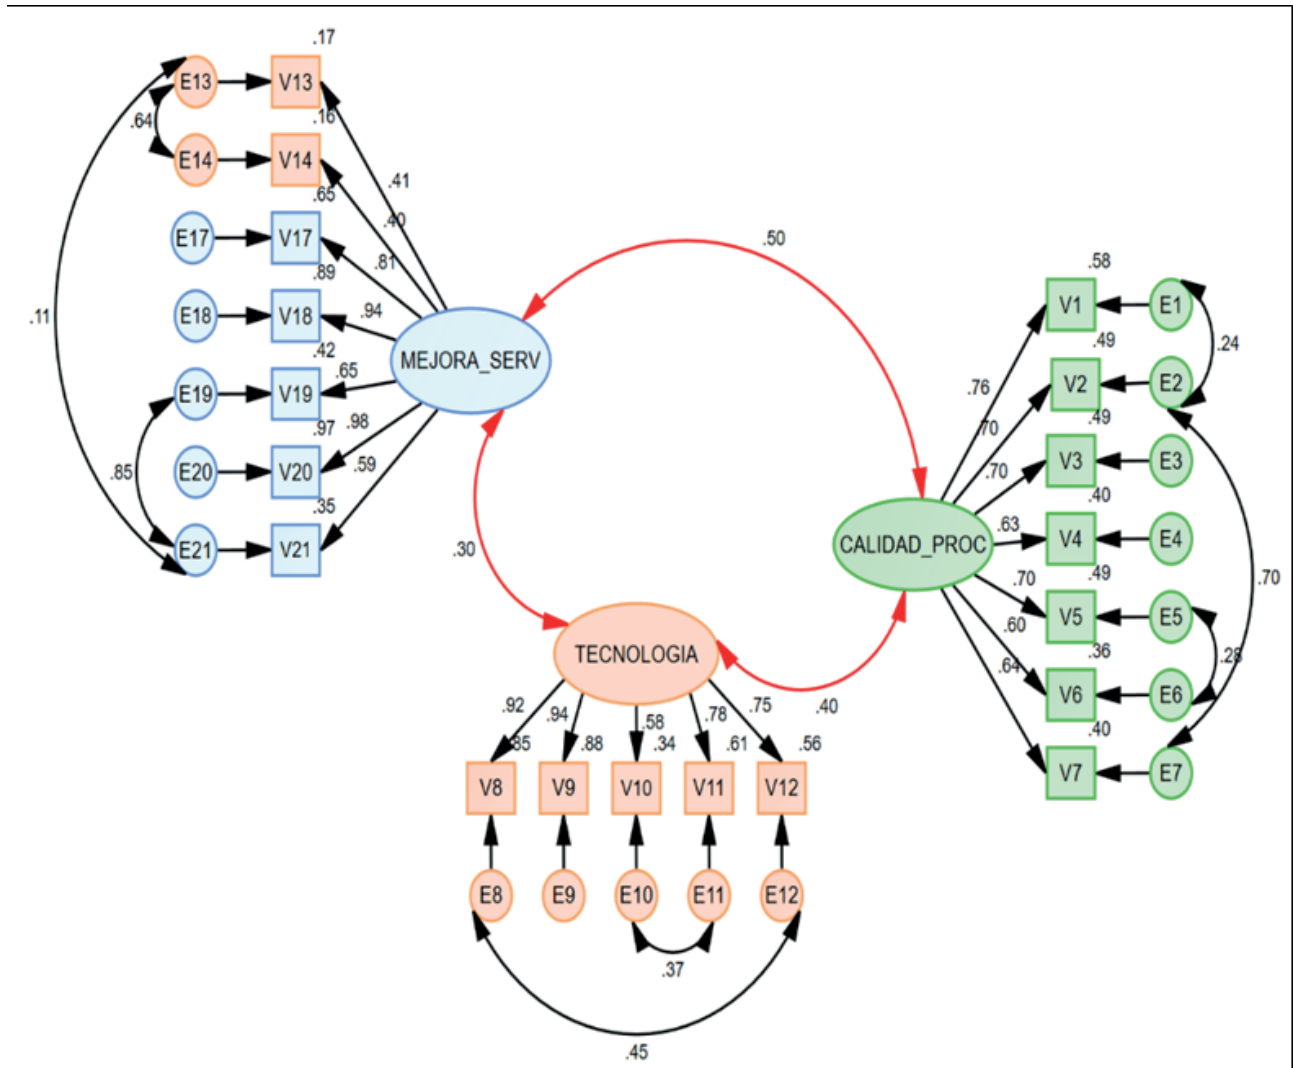 .17
E13 V13
.16
.64
E14 V14
.41
.65
.40
E17 V17
.50
.81
.89
.58
.94
.11 E18 V18
V1 E1
.42
MEJORA_SERV
.49
.24
.65
.76
E19 V19
V2 E2
.98
.97
.49
.70
.59
.85 E20 V20
.70 V3 E3
.35
.40
.63
.30
E21 V21
CALIDAD_PROC
V4 E4
.49
.70
.70
.60
V5 E5
TECNOLOGIA
.36
.28
.64
V6 E6
.92 .94 .58 .78 .75 .40
.40
.85 .88 .34 .61 .56
V7 E7
V8 V9 V10 V11 V12
E8 E9 E10 E11 E12
.37
.45